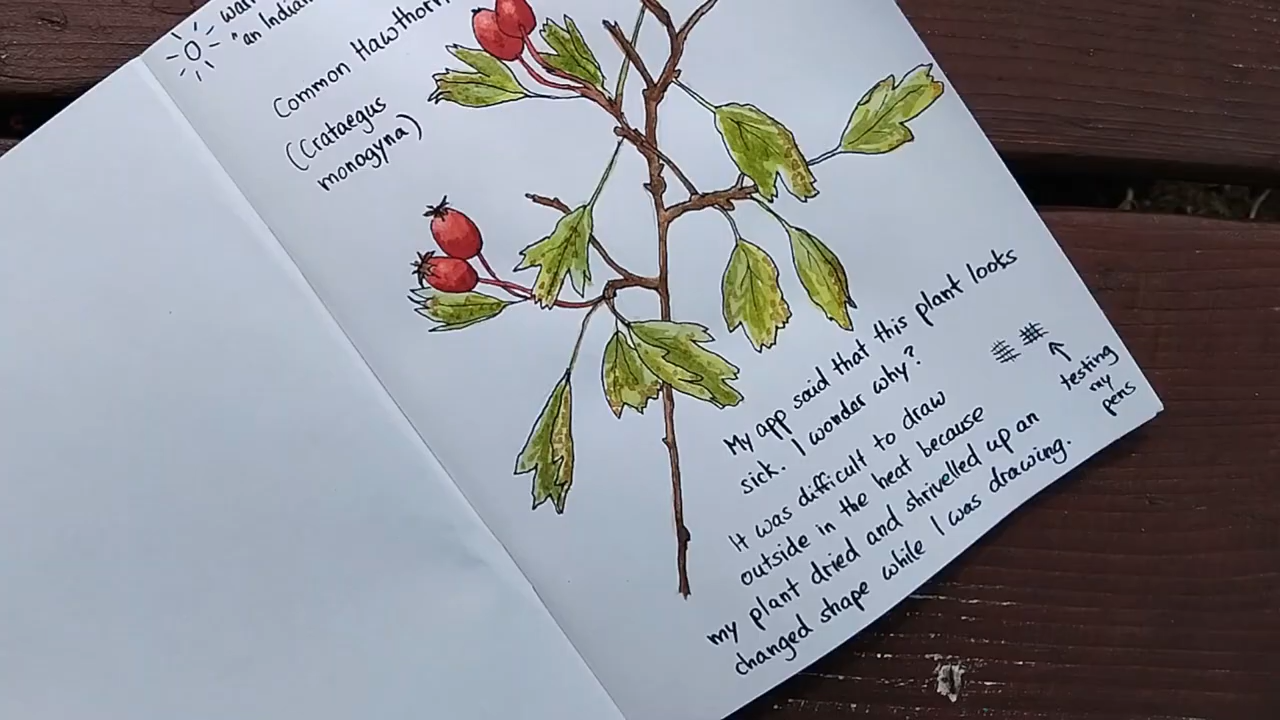 "an Indian
Common Hawthorn
(Crataegus
monogyna)
My app said that this plant looks
sick. I wonder why?
It was difficult to draw
outside in the heat because
my plant dried and shrivelled up an
changed shape while I was drawing.
testing
my
pens